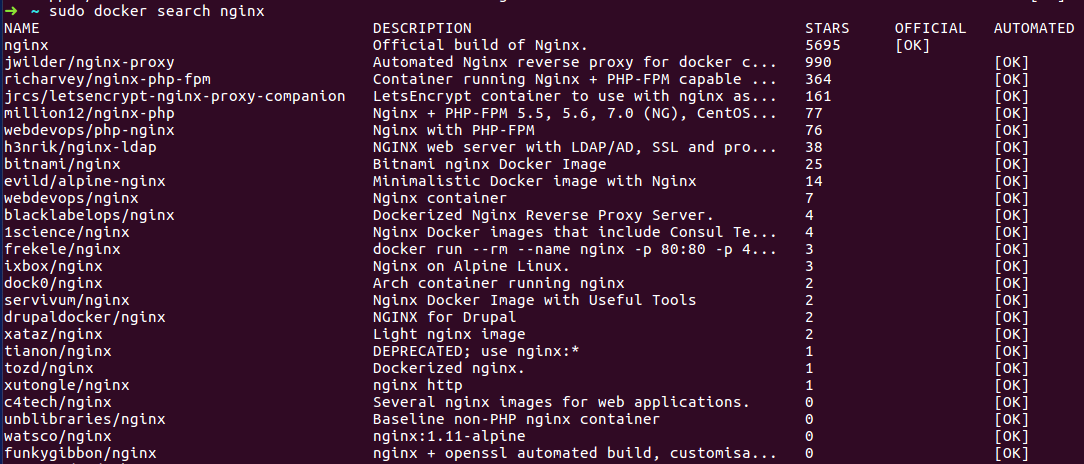 ➜ ~ sudo docker search nginx
NAME DESCRIPTION STARS OFFICIAL AUTOMATED
nginx Official build of Nginx. 5695 [OK]
jwilder/nginx-proxy Automated Nginx reverse proxy for docker c... 990 [OK]
richarvey/nginx-php-fpm Container running Nginx + PHP-FPM capable ... 364 [OK]
jrcs/letsencrypt-nginx-proxy-companion LetsEncrypt container to use with nginx as... 161 [OK]
million12/nginx-php Nginx + PHP-FPM 5.5, 5.6, 7.0 (NG), CentOS... 77 [OK]
webdevops/php-nginx Nginx with PHP-FPM 76 [OK]
h3nrik/nginx-ldap NGINX web server with LDAP/AD, SSL and pro... 38 [OK]
bitnami/nginx Bitnami nginx Docker Image 25 [OK]
evild/alpine-nginx Minimalistic Docker image with Nginx 14 [OK]
webdevops/nginx Nginx container 7 [OK]
blacklabelops/nginx Dockerized Nginx Reverse Proxy Server. 4 [OK]
1science/nginx Nginx Docker images that include Consul Te... 4 [OK]
frekele/nginx docker run --rm --name nginx -p 80:80 -p 4... 3 [OK]
ixbox/nginx Nginx on Alpine Linux. 3 [OK]
dock0/nginx Arch container running nginx 2 [OK]
servivum/nginx Nginx Docker Image with Useful Tools 2 [OK]
drupaldocker/nginx NGINX for Drupal 2 [OK]
xataz/nginx Light nginx image 2 [OK]
tianon/nginx DEPRECATED; use nginx:* 1 [OK]
tozd/nginx Dockerized nginx. 1 [OK]
xutongle/nginx nginx http 1 [OK]
c4tech/nginx Several nginx images for web applications. 0 [OK]
unblibraries/nginx Baseline non-PHP nginx container 0 [OK]
watsco/nginx nginx:1.11-alpine 0 [OK]
funkygibbon/nginx nginx + openssl automated build, customisa... 0 [OK]